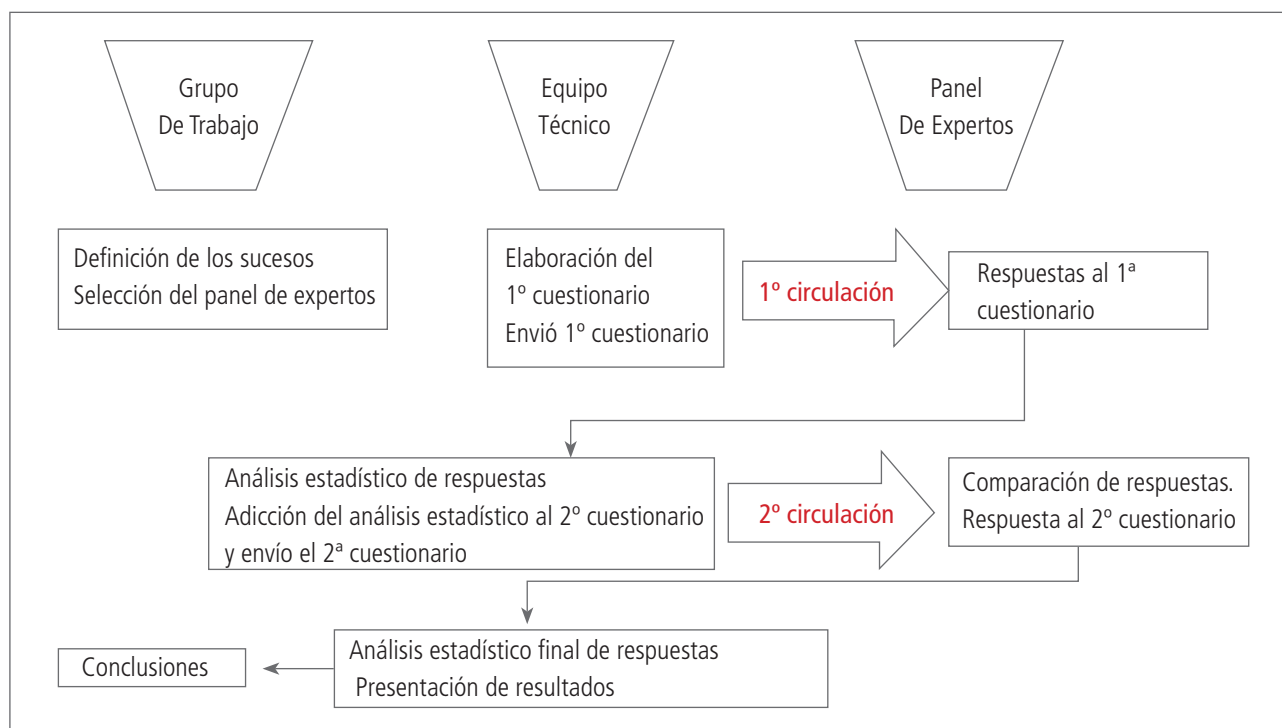 Grupo
De Trabajo
Equipo
Técnico
Panel
De Expertos
Definición de los sucesos
Selección del panel de expertos
Elaboración del
1º cuestionario
Envió 1º cuestionario
1º circulación
Respuestas al 1ª
cuestionario
Análisis estadístico de respuestas
Adicción del análisis estadístico al 2º cuestionario
y envío el 2ª cuestionario
2º circulación
Comparación de respuestas.
Respuesta al 2º cuestionario
Conclusiones
Análisis estadístico final de respuestas
Presentación de resultados